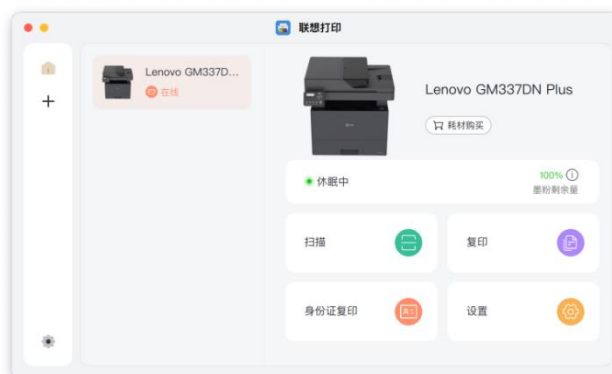 联想打印
Lenovo GM337D...
在线
Lenovo GM337DN Plus
耗材购买
休眠中
100%
墨粉剩余量
扫描
复印
身份证复印
设置